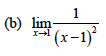 (b) lim_{x→1} 1/(x−1)²